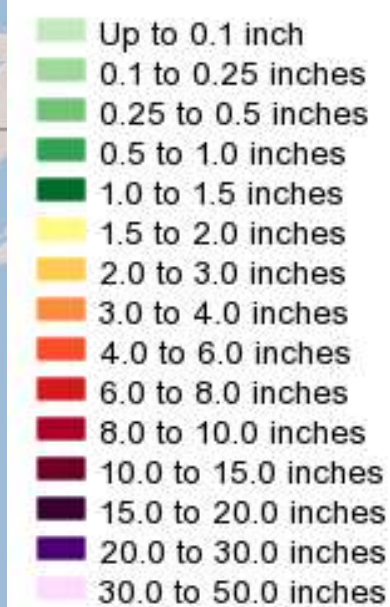 Up to 0.1 inch
0.1 to 0.25 inches
0.25 to 0.5 inches
0.5 to 1.0 inches
1.0 to 1.5 inches
1.5 to 2.0 inches
2.0 to 3.0 inches
3.0 to 4.0 inches
4.0 to 6.0 inches
6.0 to 8.0 inches
8.0 to 10.0 inches
10.0 to 15.0 inches
15.0 to 20.0 inches
20.0 to 30.0 inches
30.0 to 50.0 inches